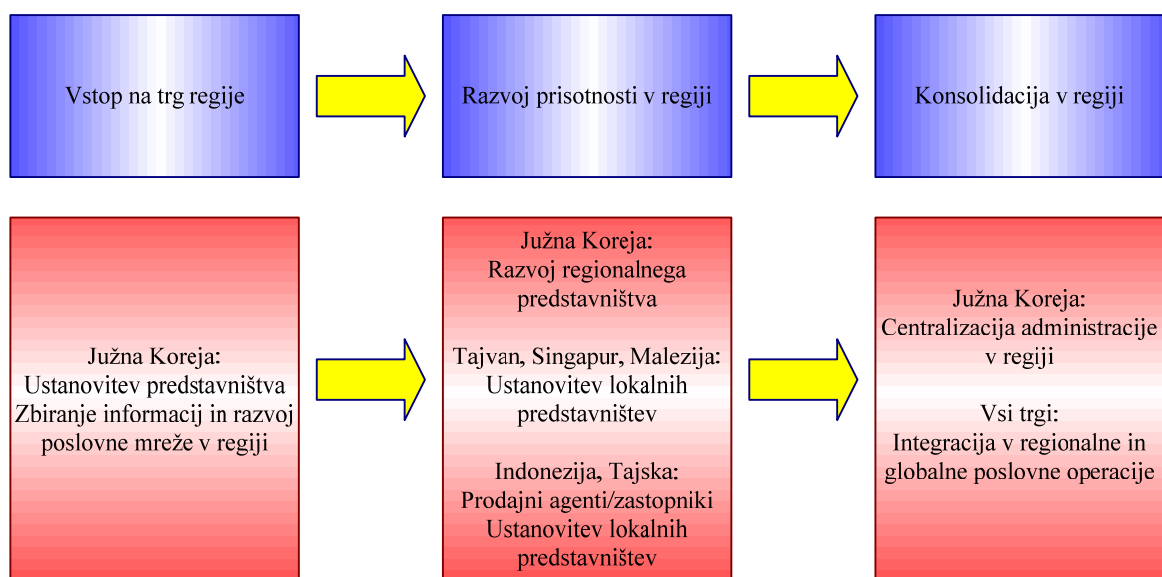 Vstop na trg regije
Razvoj prisotnosti v regiji
Konsolidacija v regiji
Južna Koreja:
Ustanovitev predstavništva
Zbiranje informacij in razvoj
poslovne mreže v regiji
Južna Koreja:
Razvoj regionalnega
predstavništva
Tajvan, Singapur, Malezija:
Ustanovitev lokalnih
predstavništev
Indonezija, Tajska:
Prodajni agenti/zastopniki
Ustanovitev lokalnih
predstavništev
Južna Koreja:
Centralizacija administracije
v regiji
Vsi trgi:
Integracija v regionalne in
globalne poslovne operacije